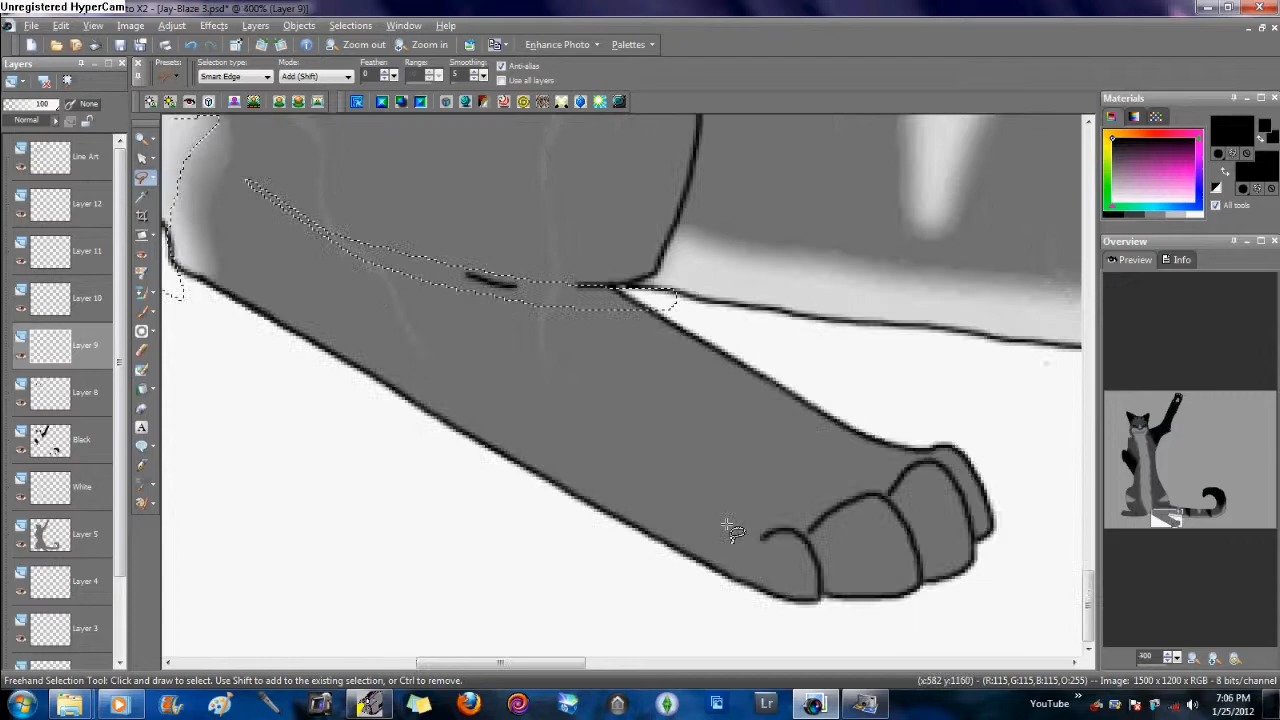 Unregistered HyperCam
to X2 - [Jay-Blaze 3.psd* @ 400% (Layer 9)]
File Edit View Image Adjust Effects Layers Objects Selections Window Help
Zoom out Zoom in Enhance Photo Palettes
Layers
Presets: Selection type: Mode: Feather: Range: Smoothing:
Smart Edge Add (Shift) 0 5
Anti-alias
Use all layers
100 None
Normal
Line Art
Layer 12
Layer 11
Layer 10
Layer 9
Layer 8
Black
White
Layer 5
Layer 4
Layer 3
A
Materials
All tools
Overview
Preview Info
400
Freehand Selection Tool: Click and draw to select. Use Shift to add to the existing selection, or Ctrl to remove.
(x:582 y:1160) - (R:115,G:115,B:115,O:255) -- Image: 1500 x 1200 x RGB - 8 bits/channel
Lr
YouTube
7:06 PM
1/25/2012